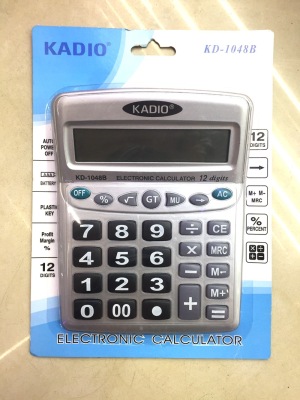 KADIO®
KD-1048B
AUTO
POWER
OFF
BATTERY
PLASTIC
KEY
Profit
Margin %
12
DIGITS
12
DIGITS
M+ M-
MRC
%
PERCENT
KADIO®
KD-1048B ELECTRONIC CALCULATOR 12 digits
OFF % √ GT MU → AC
7 8 9 ÷ CE
4 5 6 × MRC
1 2 3 − M-
0 00 • + M+
=
ELECTRONIC CALCULATOR